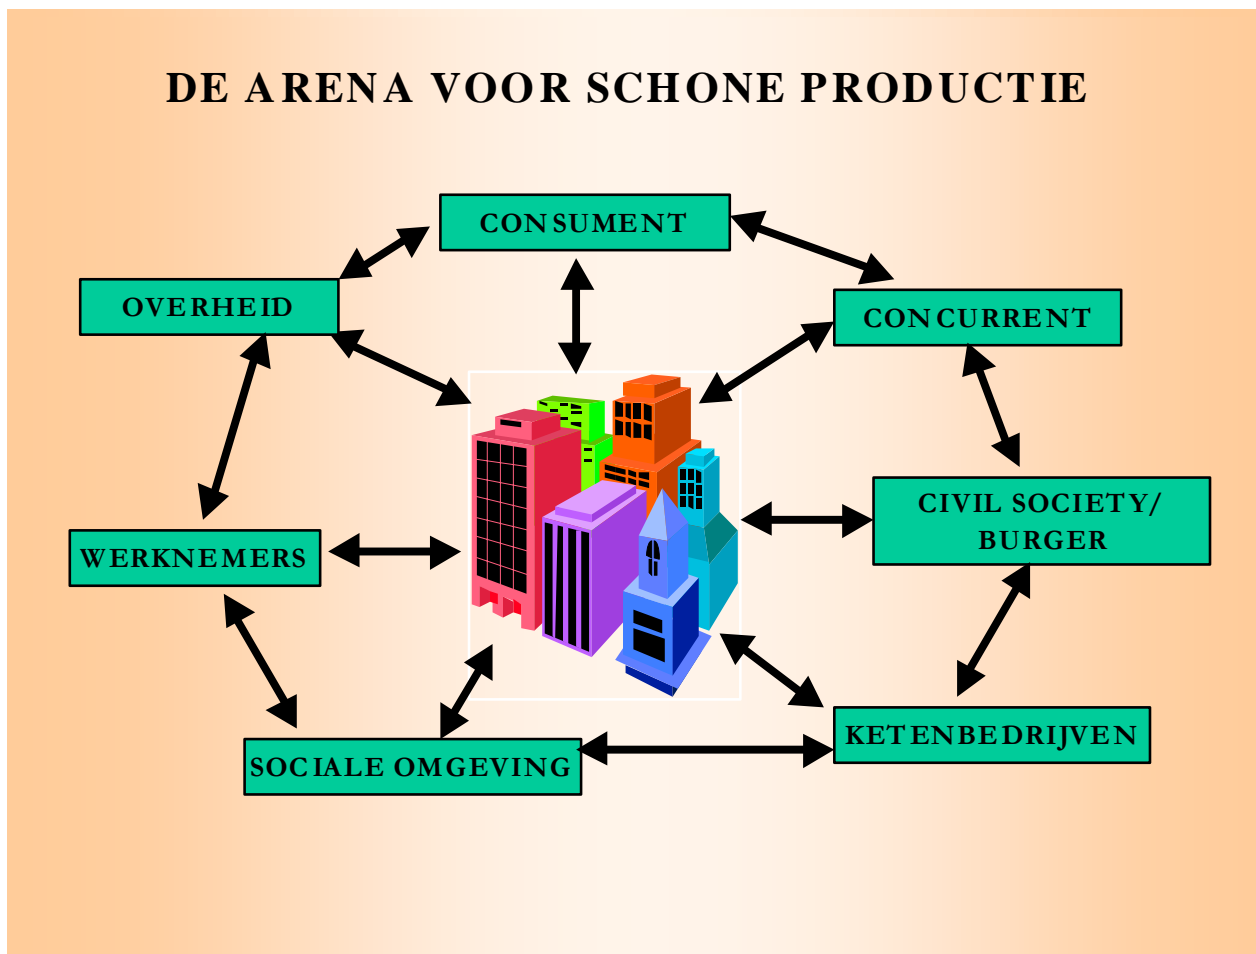 DE ARENA VOOR SCHONE PRODUCTIE
CONSUMENT
OVERHEID
CONCURRENT
CIVIL SOCIETY/
BURGER
WERKNEMERS
KETENBEDRIJVEN
SOCIALE OMGEVING